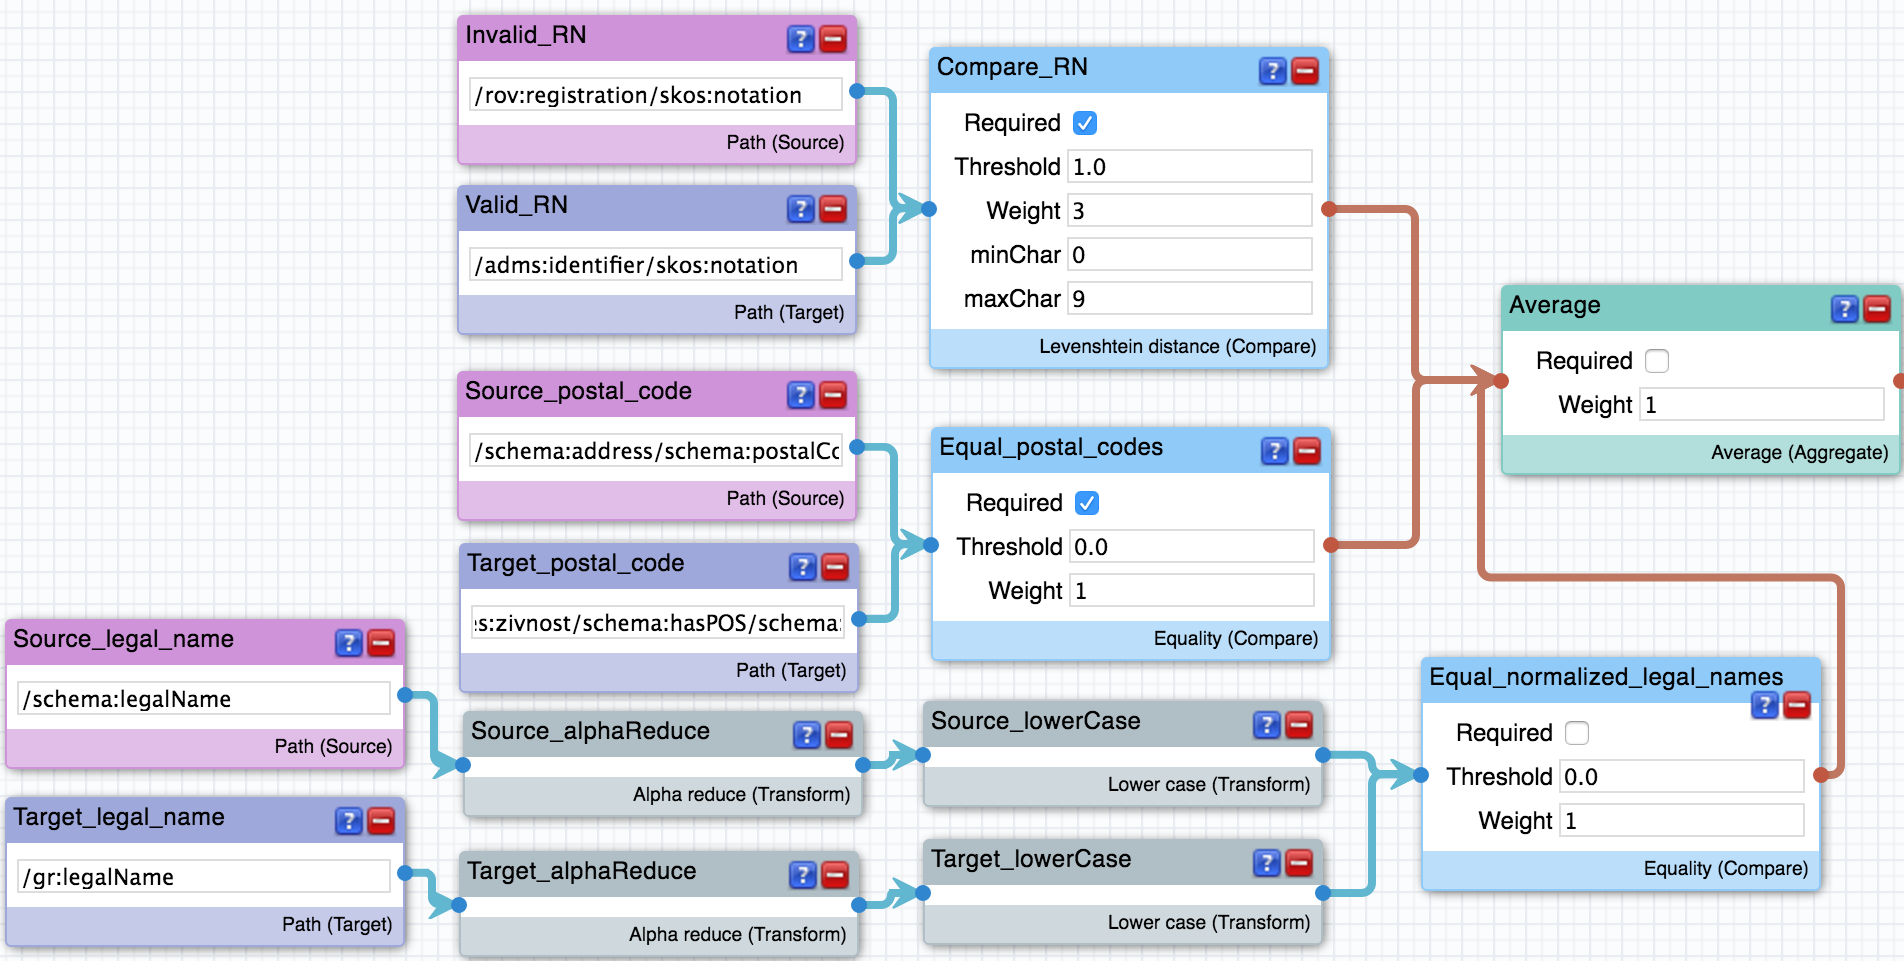 Invalid_RN
?
/rov:registration/skos:notation
Path (Source)
Valid_RN
?
/adms:identifier/skos:notation
Path (Target)
Compare_RN
?
Required
Threshold 1.0
Weight 3
minChar 0
maxChar 9
Levenshtein distance (Compare)
Source_postal_code
?
/schema:address/schema:postalCo
Path (Source)
Target_postal_code
?
s:zivnost/schema:hasPOS/schema:
Path (Target)
Equal_postal_codes
?
Required
Threshold 0.0
Weight 1
Equality (Compare)
Average
?
Required
Weight 1
Average (Aggregate)
Source_legal_name
?
/schema:legalName
Path (Source)
Target_legal_name
?
/gr:legalName
Path (Target)
Source_alphaReduce
?
Alpha reduce (Transform)
Target_alphaReduce
?
Alpha reduce (Transform)
Source_lowerCase
?
Lower case (Transform)
Target_lowerCase
?
Lower case (Transform)
Equal_normalized_legal_names
?
Required
Threshold 0.0
Weight 1
Equality (Compare)